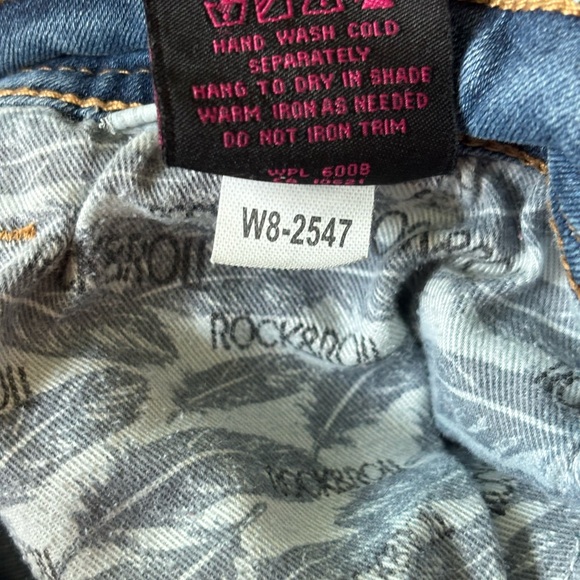 HAND WASH COLD
SEPARATELY
HANG TO DRY IN SHADE
WARM IRON AS NEEDED
DO NOT IRON TRIM
WPL 6008
W8-2547
&ROLL
ROCK&ROLL
ROCK&ROLL